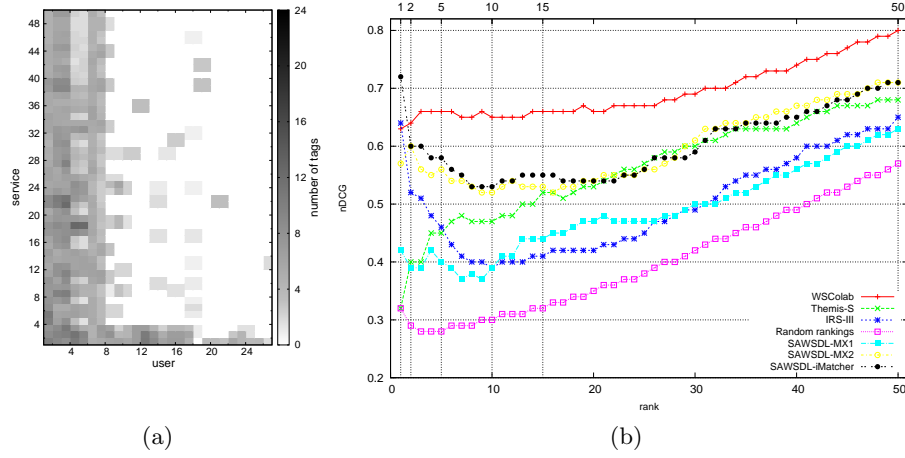 48
44
40
36
32
28
24
20
16
12
8
4
service
4 8 12 16 20 24
user
24
20
16
12
8
4
0
number of tags
(a)
1 2 5 10 15 50
0.8
0.7
0.6
0.5
0.4
0.3
0.2
nDCG
0 10 20 30 40 50
rank
WSColab
Themis-S
IRS-III
Random rankings
SAWSDL-MX1
SAWSDL-MX2
SAWSDL-iMatcher
(b)